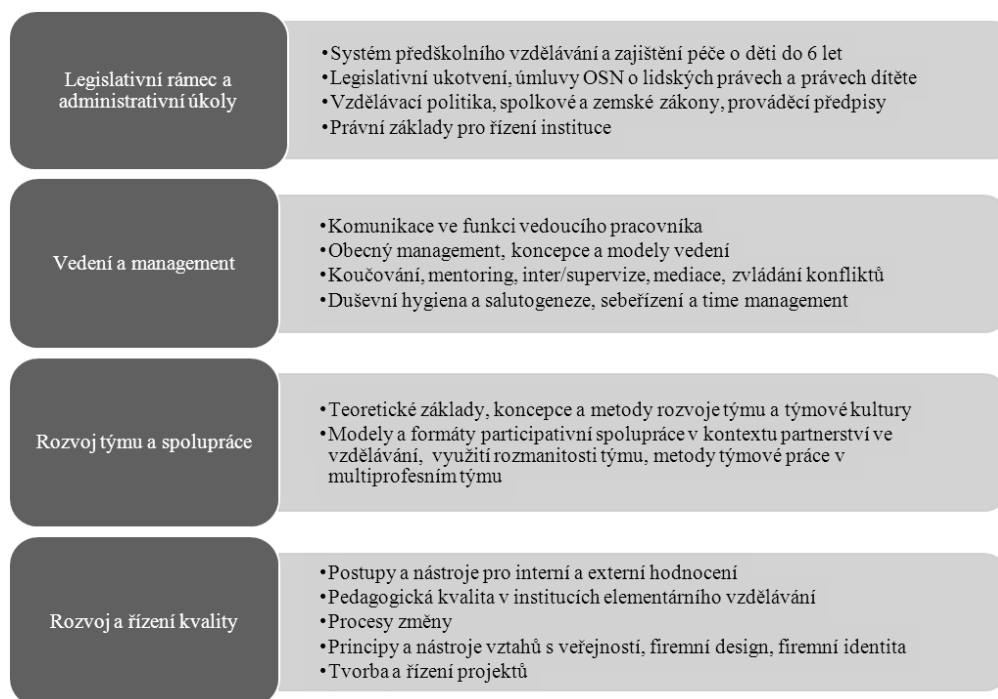 Legislativní rámec a
administrativní úkoly
•Systém předškolního vzdělávání a zajištění péče o děti do 6 let
•Legislativní ukotvení, úmluvy OSN o lidských právech a právech dítěte
•Vzdělávací politika, spolkové a zemské zákony, prováděcí předpisy
•Právní základy pro řízení instituce
Vedení a management
•Komunikace ve funkci vedoucího pracovníka
•Obecný management, koncepce a modely vedení
•Koučování, mentoring, inter/supervize, mediace, zvládání konfliktů
•Duševní hygiena a salutogeneze, sebeřízení a time management
Rozvoj týmu a spolupráce
•Teoretické základy, koncepce a metody rozvoje týmu a týmové kultury
•Modely a formáty participativní spolupráce v kontextu partnerství ve
vzdělávání, využití rozmanitosti týmu, metody týmové práce v
multiprofesním týmu
Rozvoj a řízení kvality
•Postupy a nástroje pro interní a externí hodnocení
•Pedagogická kvalita v institucích elementárního vzdělávání
•Procesy změny
•Principy a nástroje vztahů s veřejností, firemní design, firemní identita
•Tvorba a řízení projektů